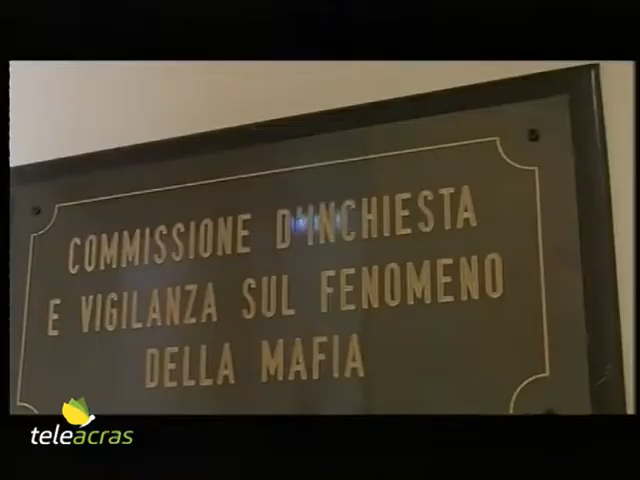 COMMISSIONE D'INCHIESTA
E VIGILANZA SUL FENOMENO
DELLA MAFIA
teleacras